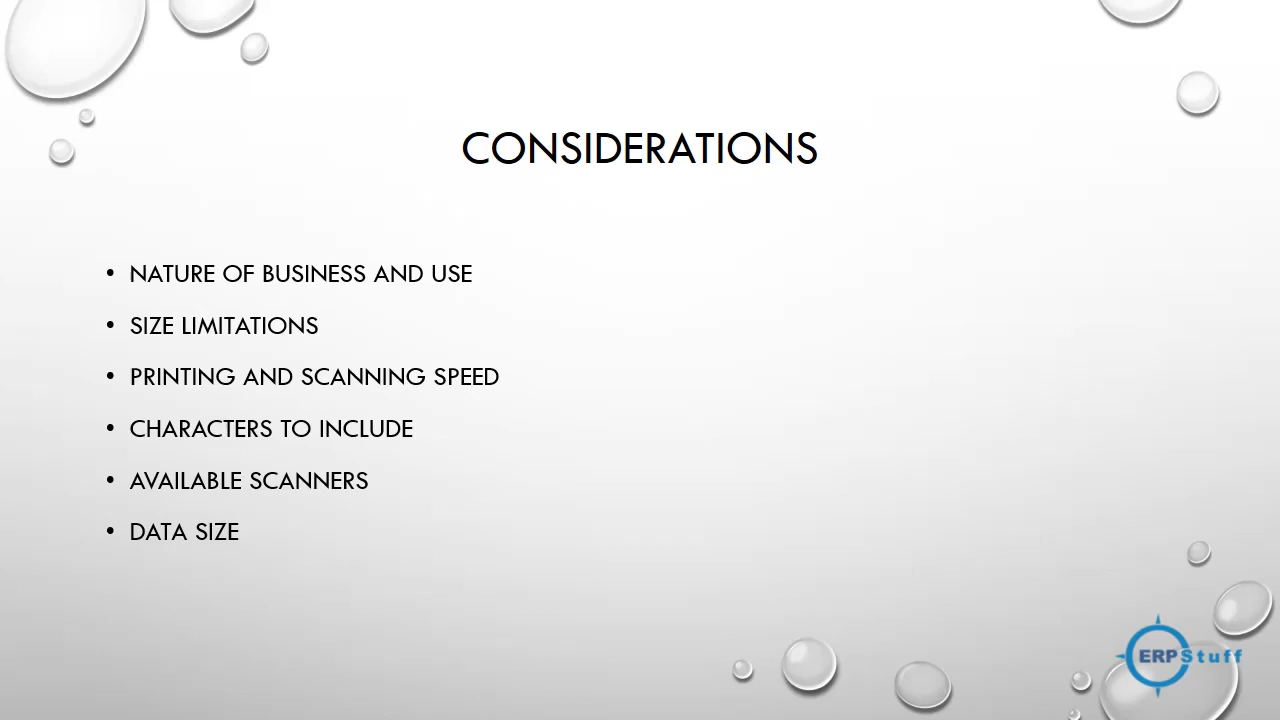 CONSIDERATIONS
• NATURE OF BUSINESS AND USE
• SIZE LIMITATIONS
• PRINTING AND SCANNING SPEED
• CHARACTERS TO INCLUDE
• AVAILABLE SCANNERS
• DATA SIZE
ERPStuff